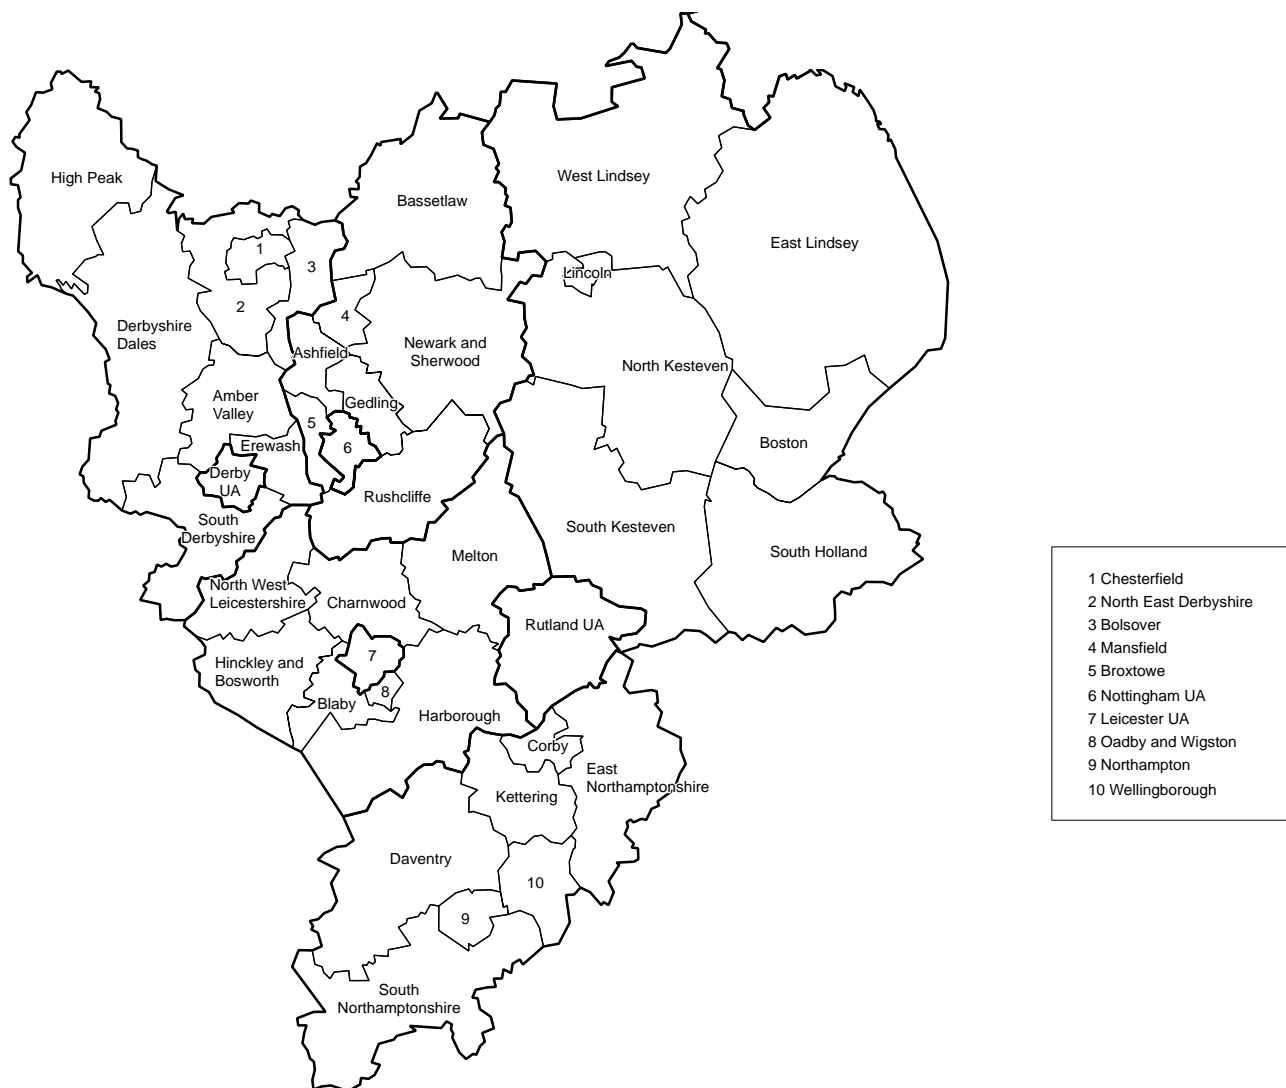 High Peak
West Lindsey
Bassetlaw
East Lindsey
1
3
Lincoln
2
4
Derbyshire
Dales
Ashfield
Newark and
Sherwood
North Kesteven
Amber
Valley
Gedling
5
6
Erewash
Boston
Derby
UA
Rushcliffe
South
Derbyshire
South Kesteven
South Holland
Melton
North West
Leicestershire
Charnwood
Rutland UA
Hinckley and
Bosworth
7
8
Blaby
Harborough
Corby
East
Northamptonshire
Kettering
Daventry
10
9
South
Northamptonshire
1 Chesterfield
2 North East Derbyshire
3 Bolsover
4 Mansfield
5 Broxtowe
6 Nottingham UA
7 Leicester UA
8 Oadby and Wigston
9 Northampton
10 Wellingborough